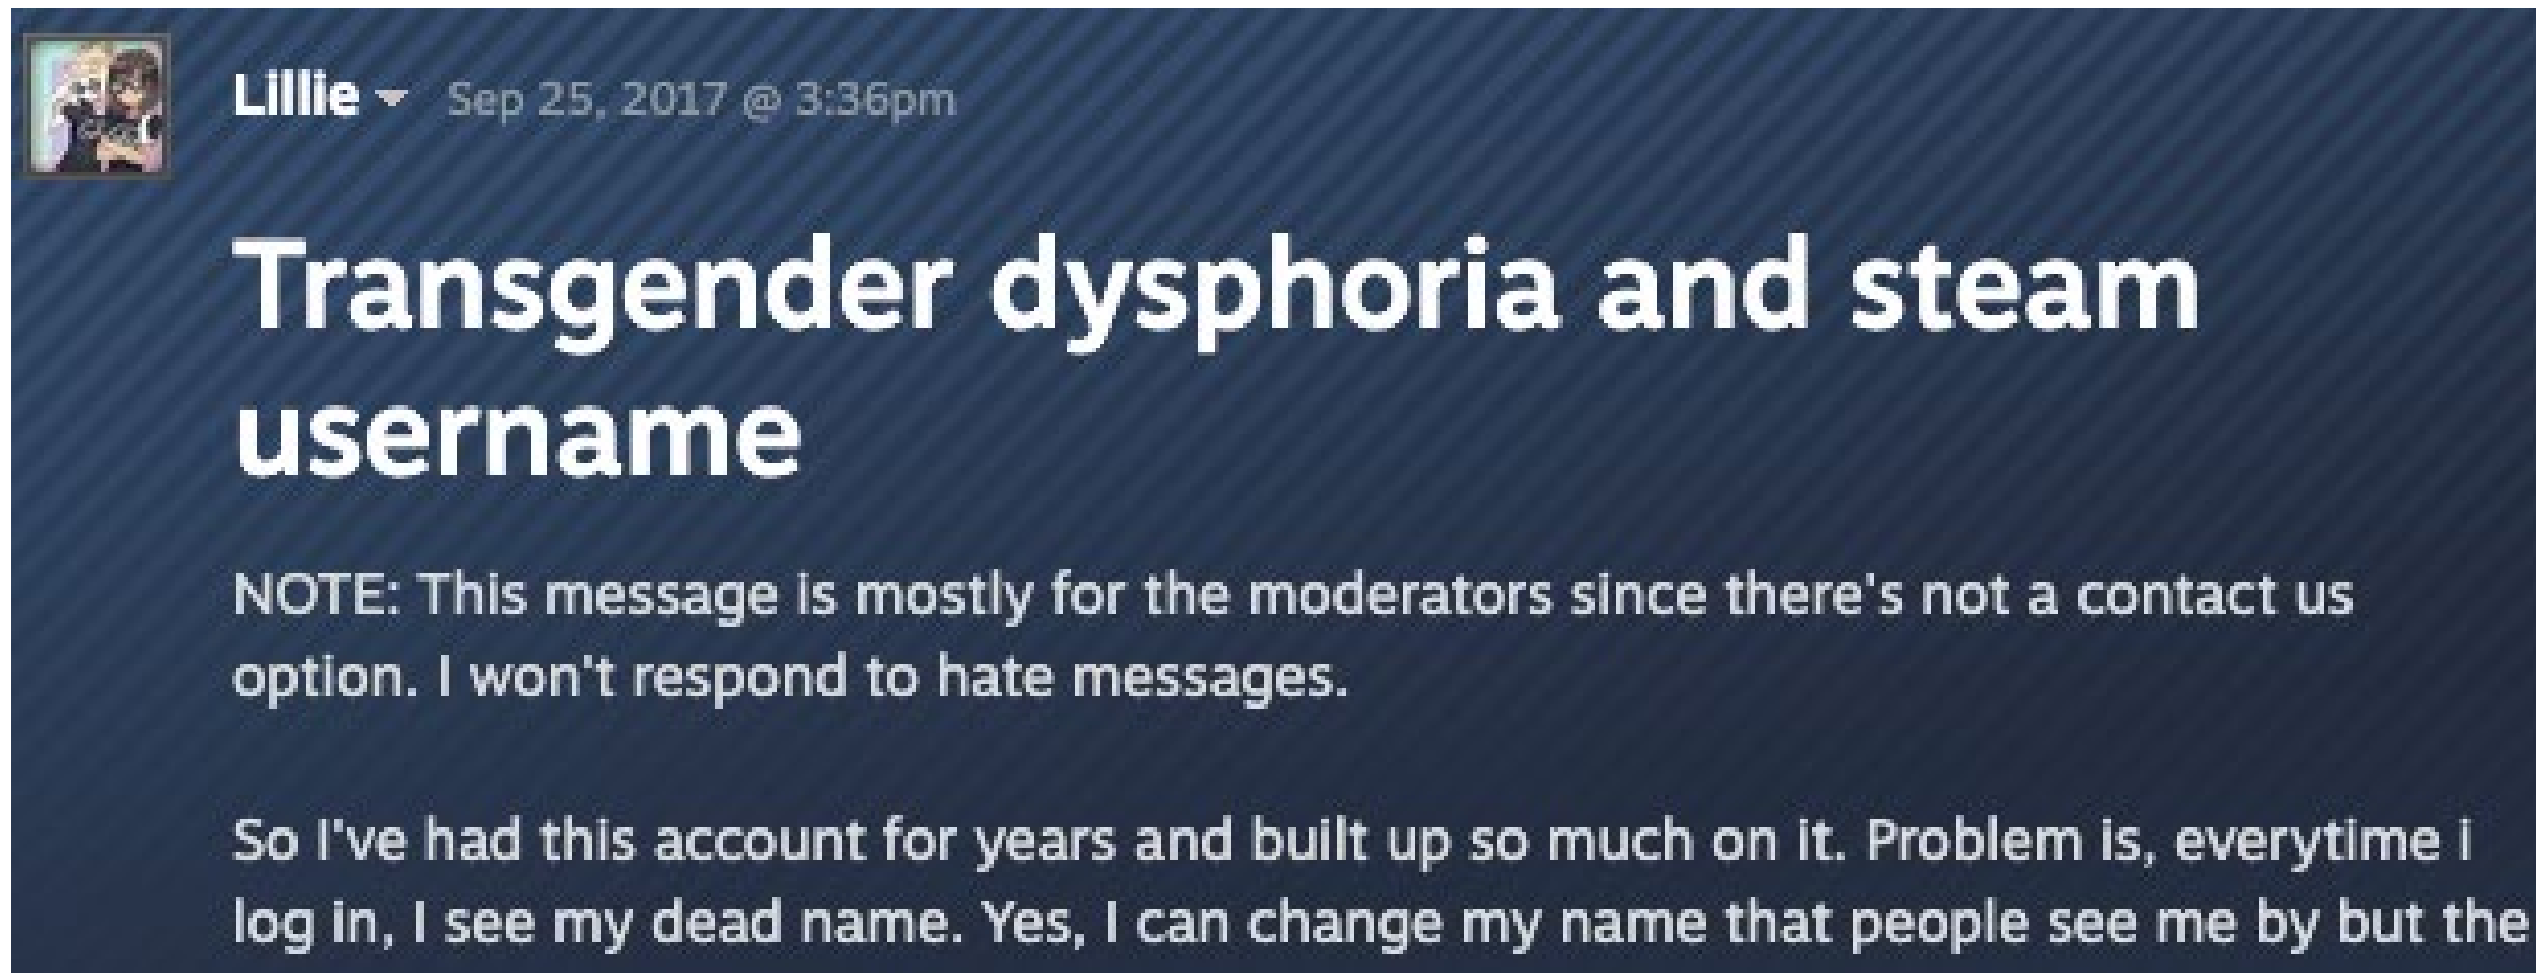 Lillie Sep 25, 2017 @ 3:36pm
Transgender dysphoria and steam
username
NOTE: This message is mostly for the moderators since there's not a contact us
option. I won't respond to hate messages.
So I've had this account for years and built up so much on it. Problem is, everytime i
log in, I see my dead name. Yes, I can change my name that people see me by but the